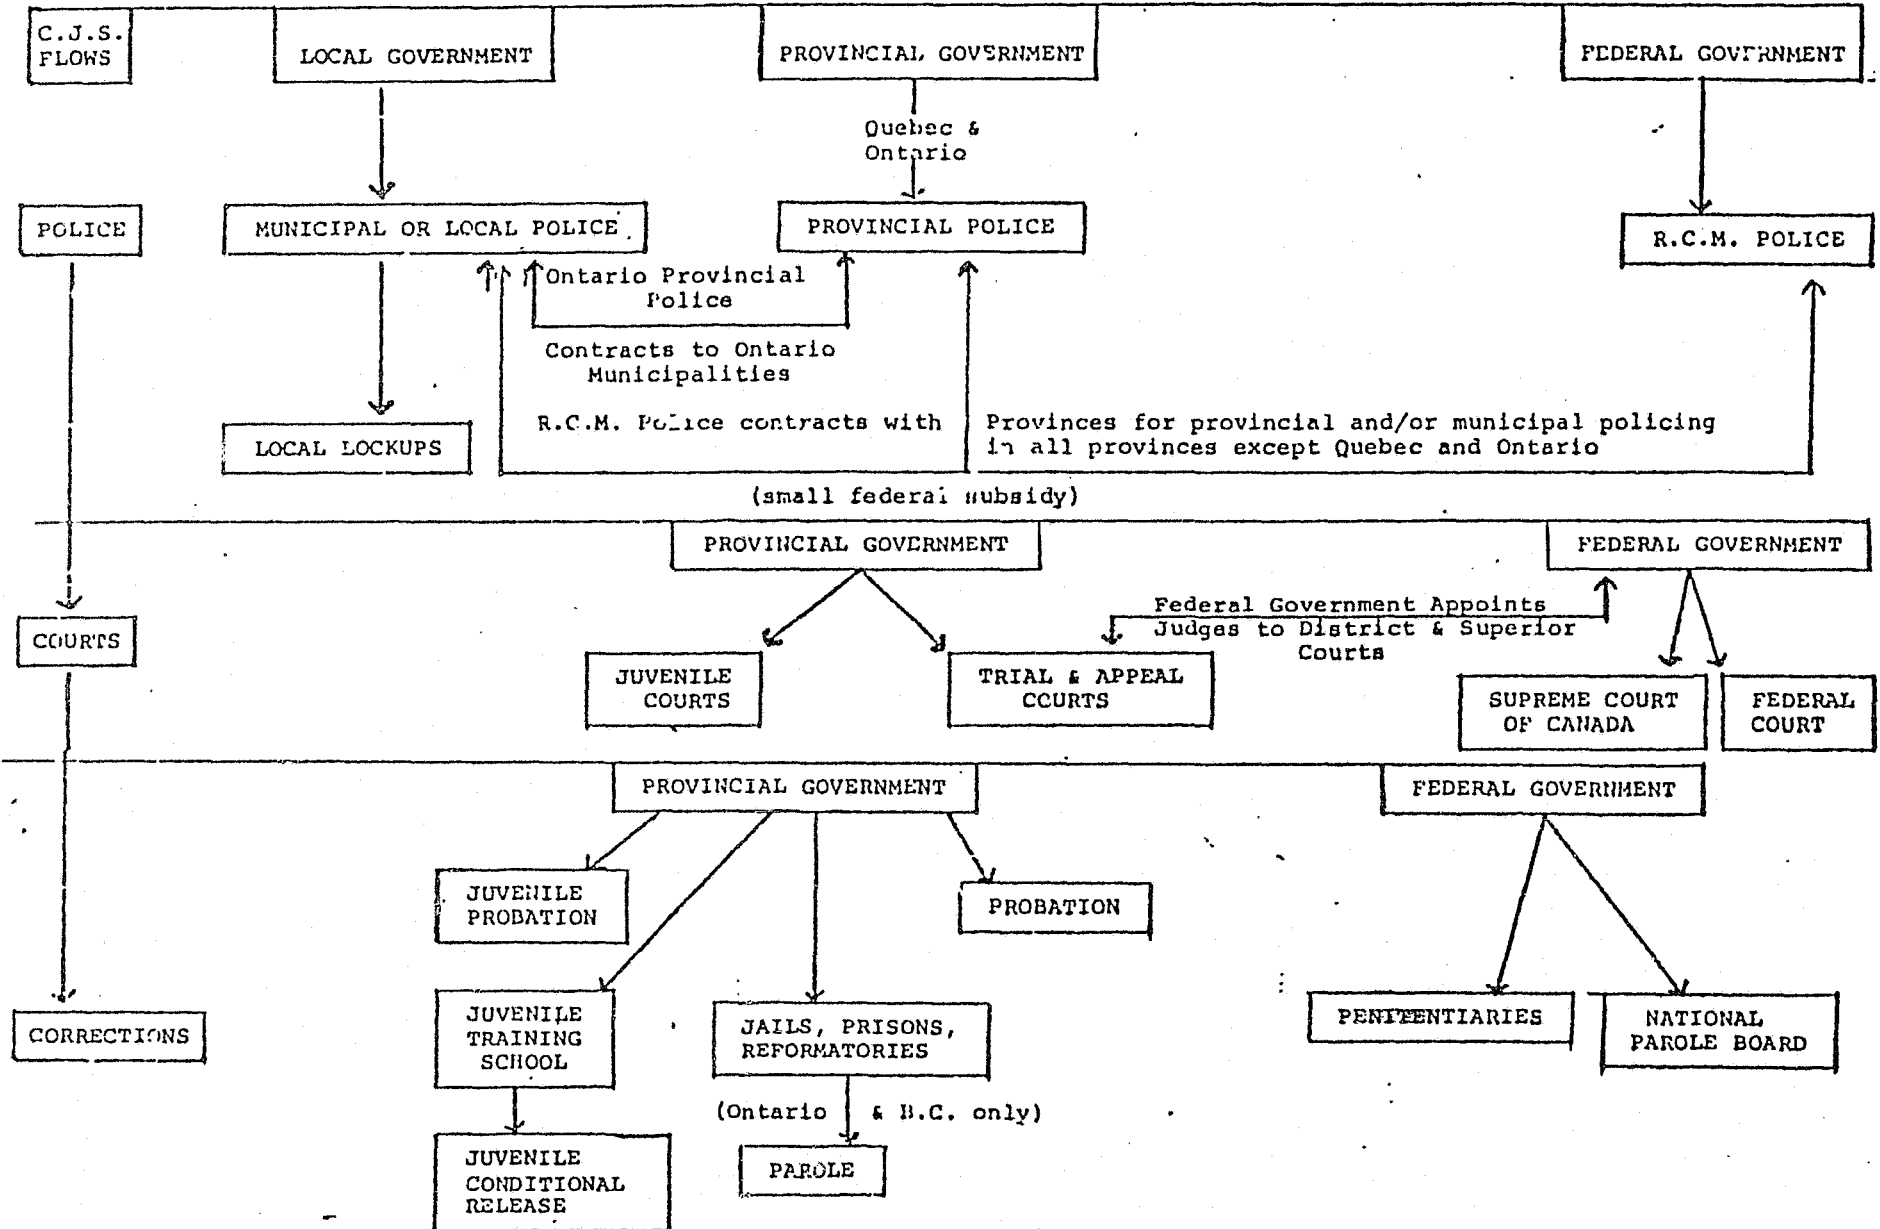 C.J.S.
FLOWS
LOCAL GOVERNMENT
PROVINCIAL GOVERNMENT
FEDERAL GOVERNMENT
Quebec &
Ontario
POLICE
MUNICIPAL OR LOCAL POLICE
PROVINCIAL POLICE
R.C.M. POLICE
Ontario Provincial
Police
Contracts to Ontario
Municipalities
LOCAL LOCKUPS
R.C.M. Police contracts with
Provinces for provincial and/or municipal policing
in all provinces except Quebec and Ontario
(small federal subsidy)
PROVINCIAL GOVERNMENT
FEDERAL GOVERNMENT
COURTS
Federal Government Appoints
Judges to District & Superior
Courts
JUVENILE
COURTS
TRIAL & APPEAL
COURTS
SUPREME COURT
OF CANADA
FEDERAL
COURT
PROVINCIAL GOVERNMENT
FEDERAL GOVERNMENT
JUVENILE
PROBATION
PROBATION
CORRECTIONS
JUVENILE
TRAINING
SCHOOL
JAILS, PRISONS,
REFORMATORIES
PENITENTIARIES
NATIONAL
PAROLE BOARD
(Ontario & B.C. only)
JUVENILE
CONDITIONAL
RELEASE
PAROLE